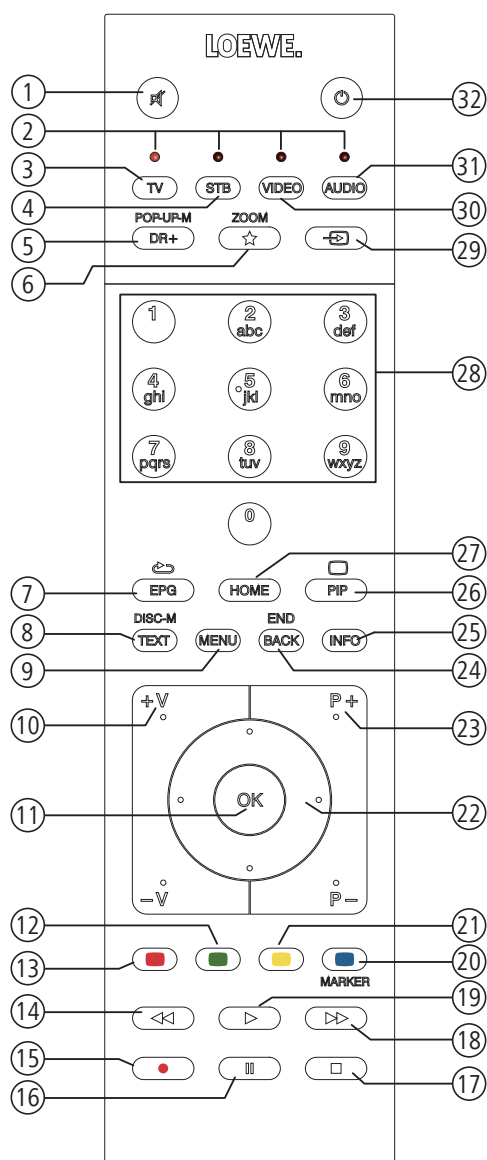 LOEWE.
1 32
2
3 TV STB VIDEO AUDIO 31
4 30
POP-UP-M ZOOM
5 DR+ 29
6
1 2 3
abc def
28
4 5 6
ghi jkl mno
7 8 9
pqrs tuv wxyz
0
27
7 EPG HOME PIP 26
DISC-M END
8 TEXT MENU BACK INFO 25
9 24
10 +V P+ 23
11 OK 22
−V P−
12 21
13 20
MARKER
14 19
18
15
16 17